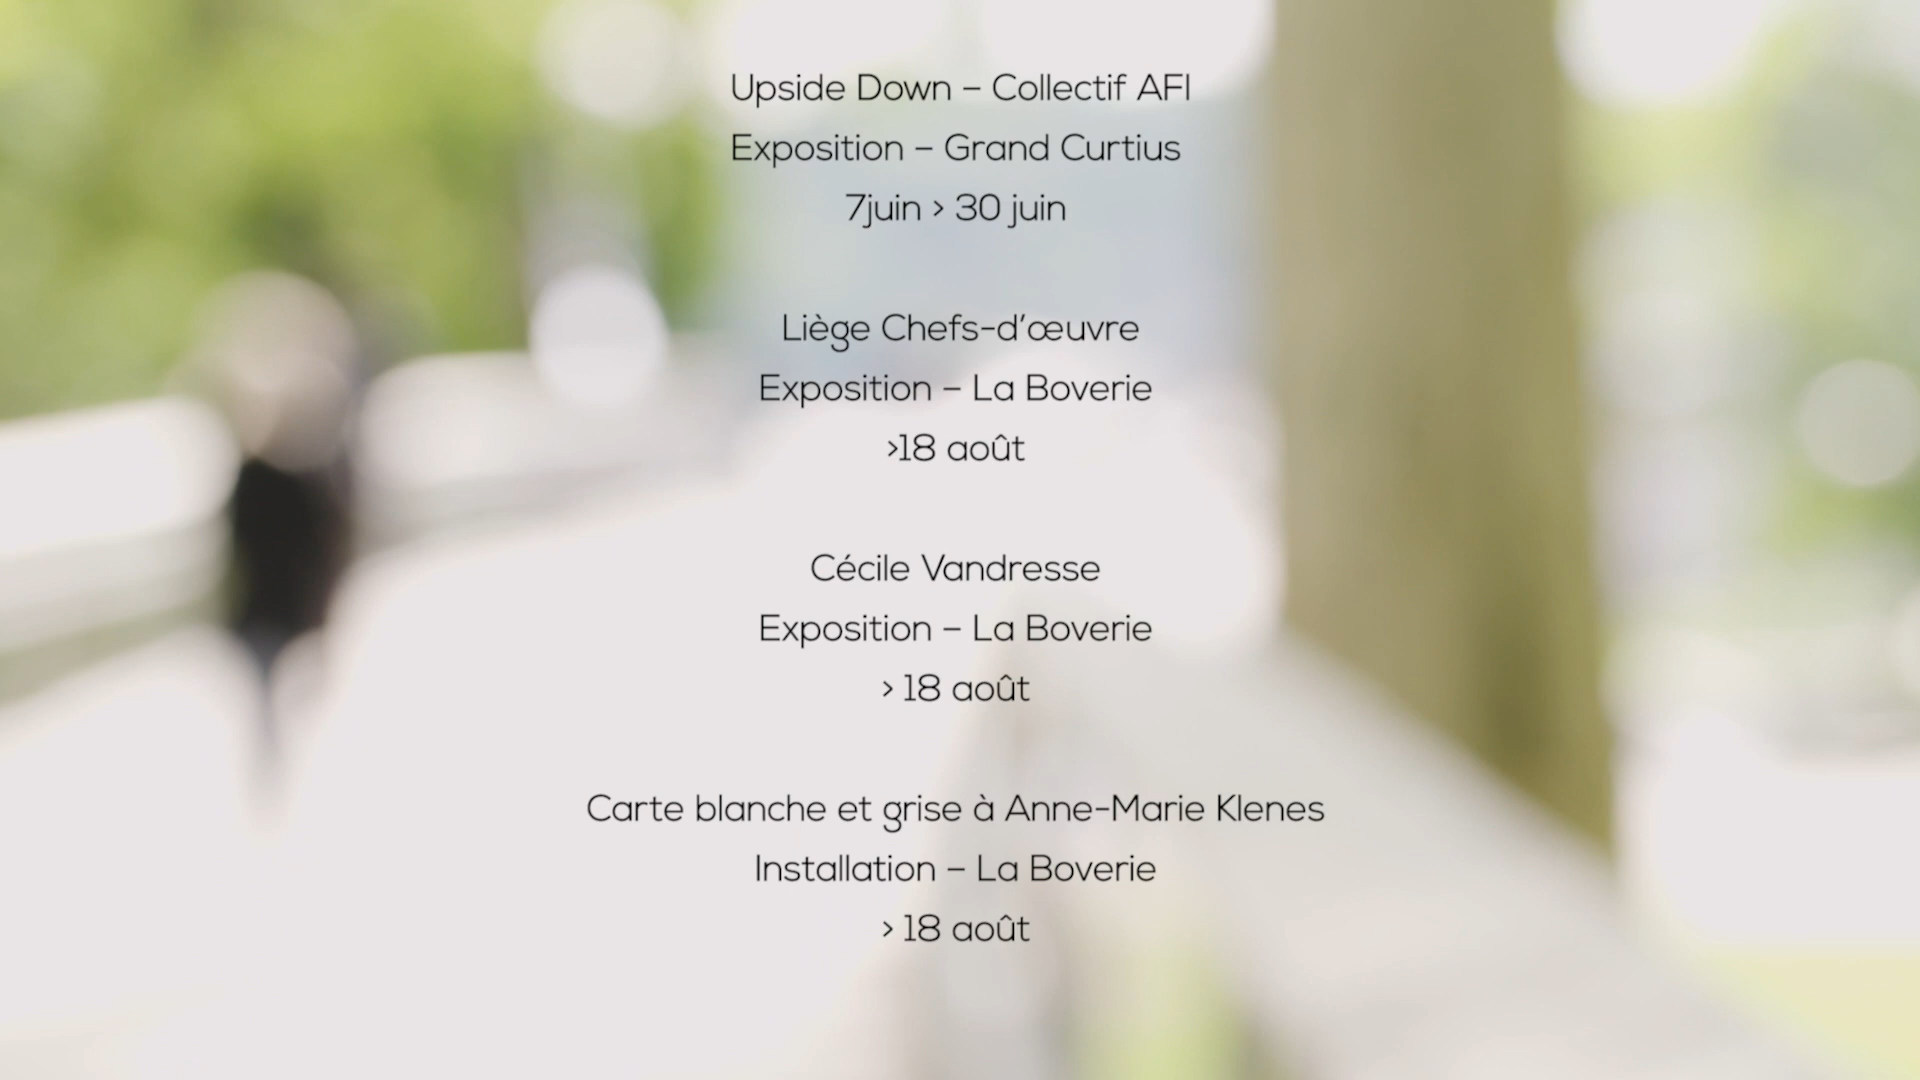 Upside Down – Collectif AFI
Exposition – Grand Curtius
7juin > 30 juin
Liège Chefs-d’œuvre
Exposition – La Boverie
>18 août
Cécile Vandresse
Exposition – La Boverie
> 18 août
Carte blanche et grise à Anne-Marie Klenes
Installation – La Boverie
> 18 août